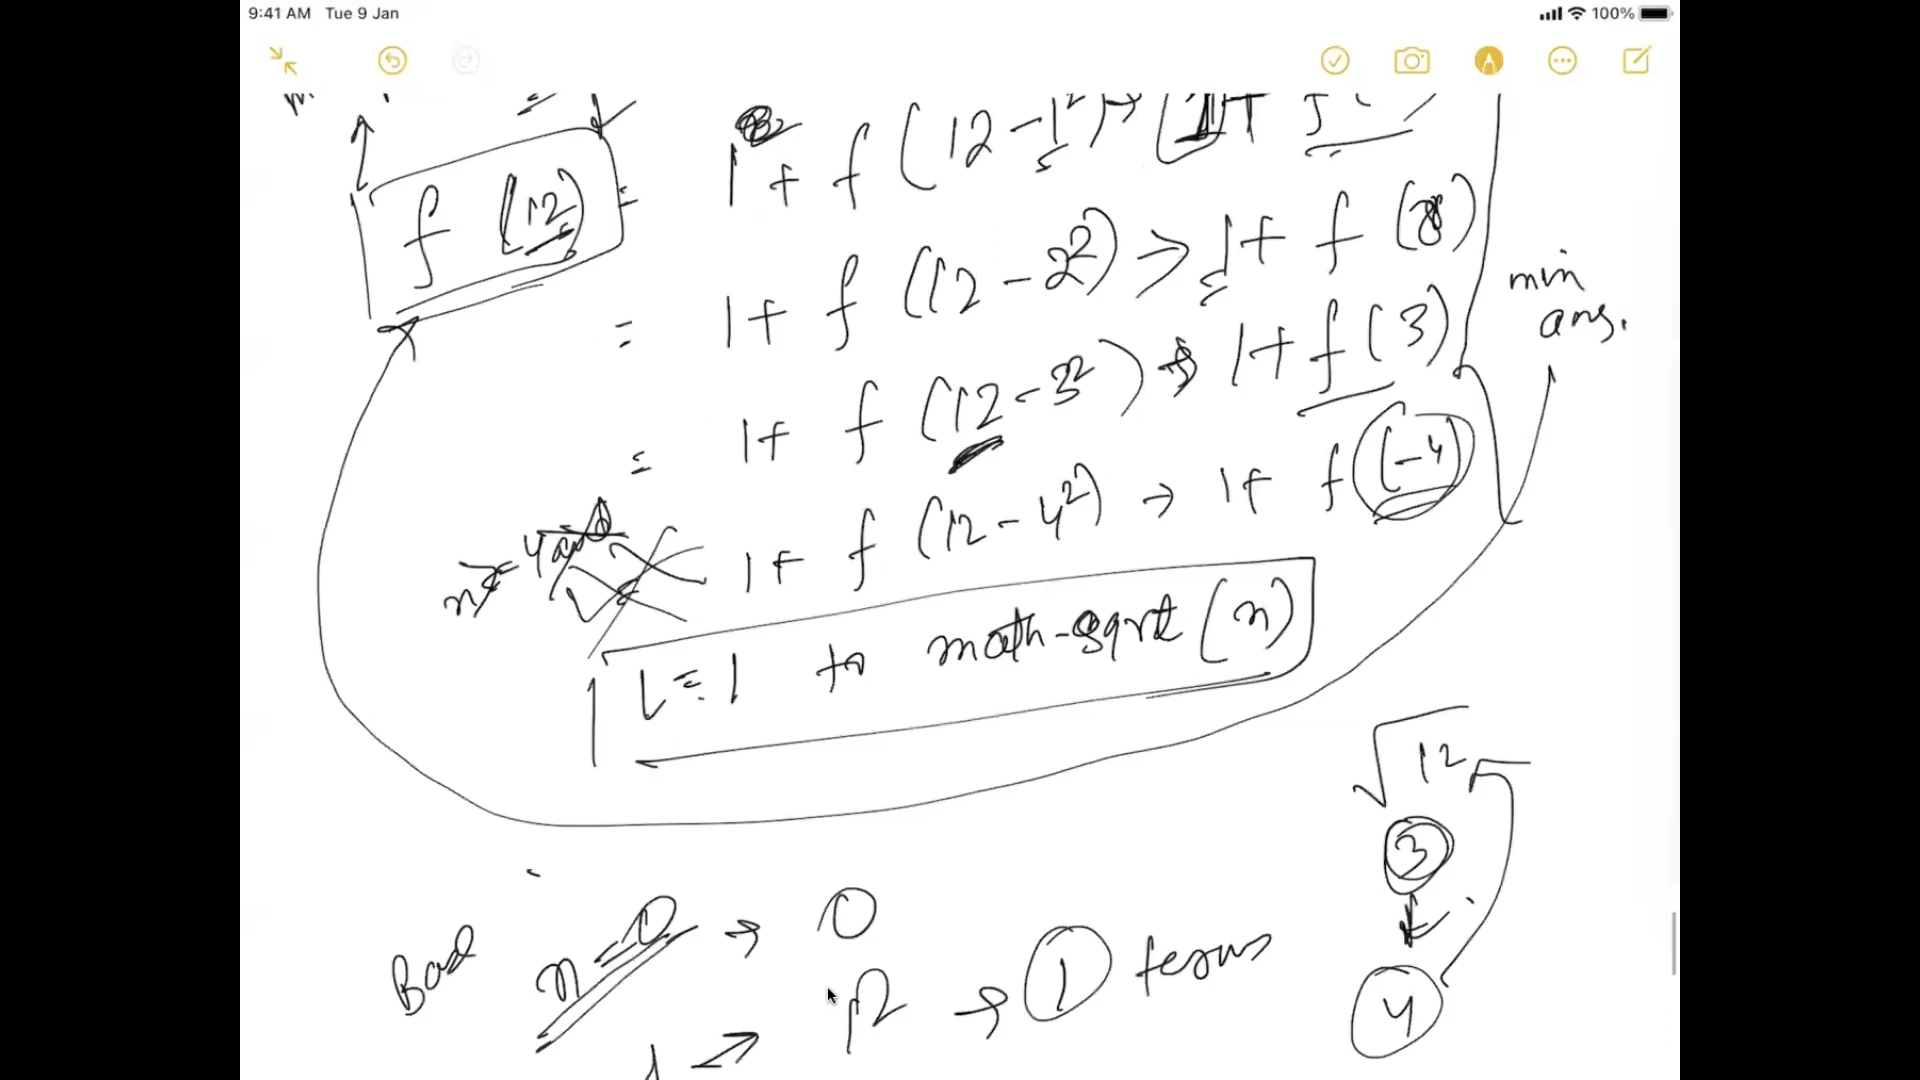 9:41 AM Tue 9 Jan 100%
f (12) = 1 + f (12 - 1²) → 1 + f (
= 1 + f (12 - 2²) → 1 + f (8)
= 1 + f (12 - 3²) → 1 + f (3)
1 + f (12 - 4²) → 1 + f (-4)
min
ans.
i = 1 to math-sqrt (n)
√12
3
4
n = 0 → 0
1 → 1² → 1 terms